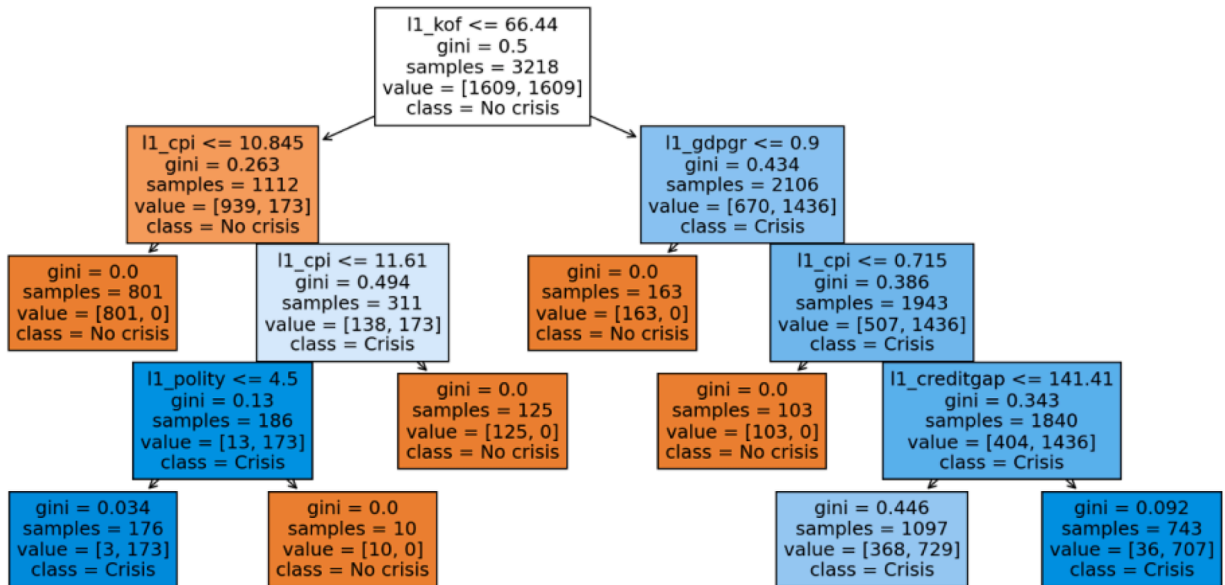 l1_kof <= 66.44
gini = 0.5
samples = 3218
value = [1609, 1609]
class = No crisis
l1_cpi <= 10.845
gini = 0.263
samples = 1112
value = [939, 173]
class = No crisis
l1_gdpgr <= 0.9
gini = 0.434
samples = 2106
value = [670, 1436]
class = Crisis
gini = 0.0
samples = 801
value = [801, 0]
class = No crisis
l1_cpi <= 11.61
gini = 0.494
samples = 311
value = [138, 173]
class = Crisis
gini = 0.0
samples = 163
value = [163, 0]
class = No crisis
l1_cpi <= 0.715
gini = 0.386
samples = 1943
value = [507, 1436]
class = Crisis
l1_polity <= 4.5
gini = 0.13
samples = 186
value = [13, 173]
class = Crisis
gini = 0.0
samples = 125
value = [125, 0]
class = No crisis
gini = 0.0
samples = 103
value = [103, 0]
class = No crisis
l1_creditgap <= 141.41
gini = 0.343
samples = 1840
value = [404, 1436]
class = Crisis
gini = 0.034
samples = 176
value = [3, 173]
class = Crisis
gini = 0.0
samples = 10
value = [10, 0]
class = No crisis
gini = 0.446
samples = 1097
value = [368, 729]
class = Crisis
gini = 0.092
samples = 743
value = [36, 707]
class = Crisis